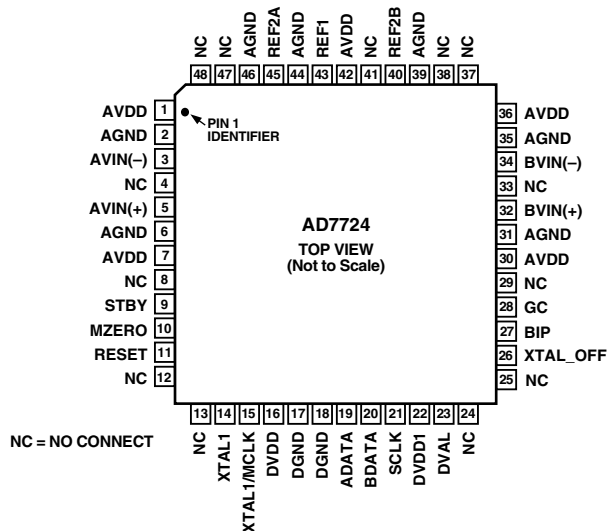 NC
NC
AGND
REF2A
AGND
REF1
AVDD
NC
REF2B
AGND
NC
NC
48 47 46 45 44 43 42 41 40 39 38 37
AVDD 1
AGND 2
AVIN(–) 3
NC 4
AVIN(+) 5
AGND 6
AVDD 7
NC 8
STBY 9
MZERO 10
RESET 11
NC 12
PIN 1
IDENTIFIER
AD7724
TOP VIEW
(Not to Scale)
36 AVDD
35 AGND
34 BVIN(–)
33 NC
32 BVIN(+)
31 AGND
30 AVDD
29 NC
28 GC
27 BIP
26 XTAL_OFF
25 NC
13 14 15 16 17 18 19 20 21 22 23 24
NC
XTAL1
XTAL1/MCLK
DVDD
DGND
DGND
ADATA
BDATA
SCLK
DVDD1
DVAL
NC
NC = NO CONNECT